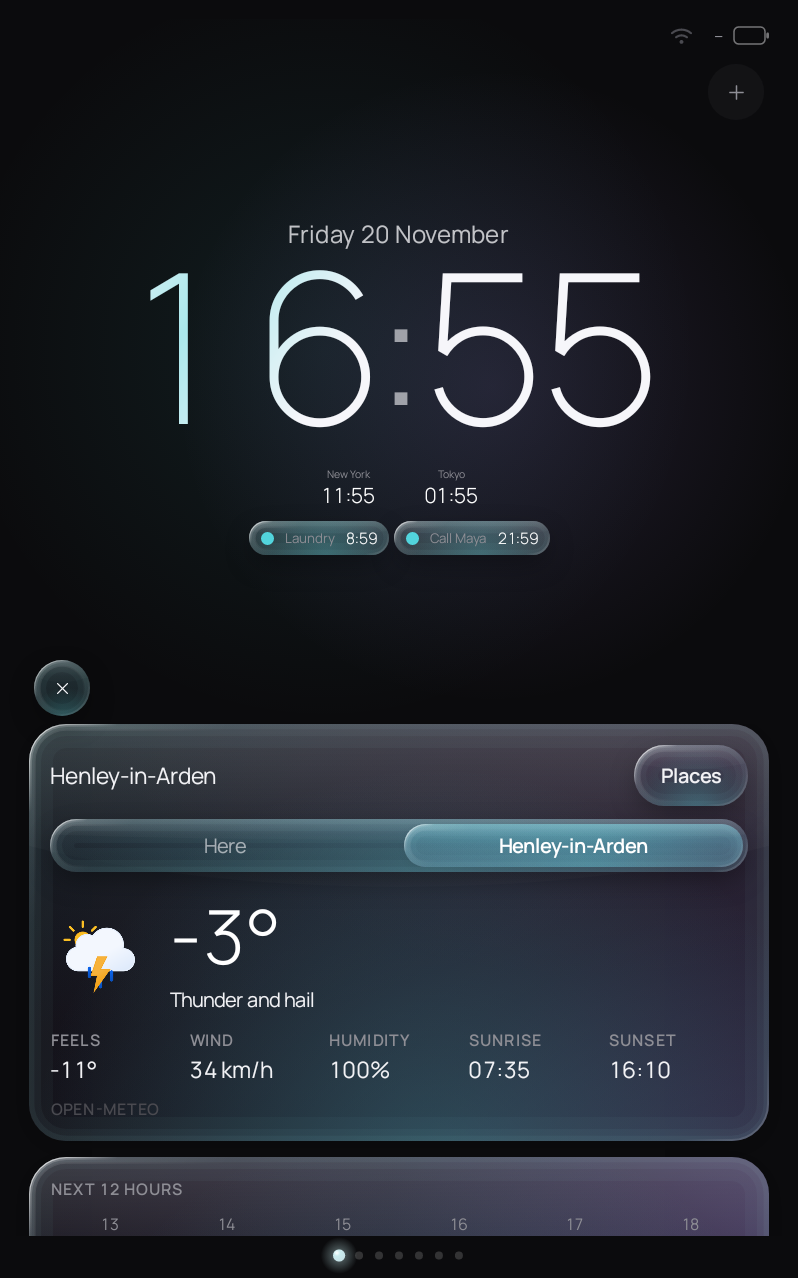 Friday 20 November
16:55
New York Tokyo
11:55 01:55
Laundry 8:59 Call Maya 21:59
Henley-in-Arden Places
Here Henley-in-Arden
-3°
Thunder and hail
FEELS WIND HUMIDITY SUNRISE SUNSET
-11° 34 km/h 100% 07:35 16:10
OPEN-METEO
NEXT 12 HOURS
13 14 15 16 17 18